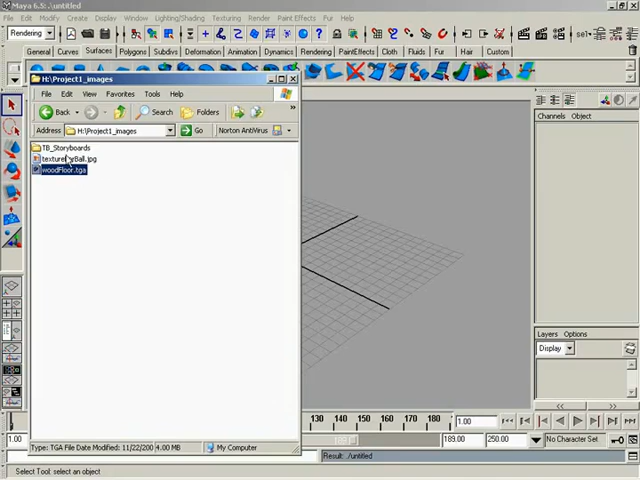 Maya 6.5: ./untitled
File Edit Modify Create Display Window Lighting/Shading Texturing Render Paint Effects Fur Help
Rendering
General Curves Surfaces Polygons Subdivs Deformation Animation Dynamics Rendering PaintEffects Cloth Fluids Fur Hair Custom
H:\Project1_images
File Edit View Favorites Tools Help
Back Search Folders
Address H:\Project1_images Go Norton AntiVirus
TB_Storyboards
woodFloor.tga
Layers Options
Display
130 140 150 160 170 180 1.00
1.00 189.00 250.00 No Character Set
Type: TGA File Date Modified: 11/22/200 4.00 MB My Computer
Result: ./untitled
Select Tool: select an object